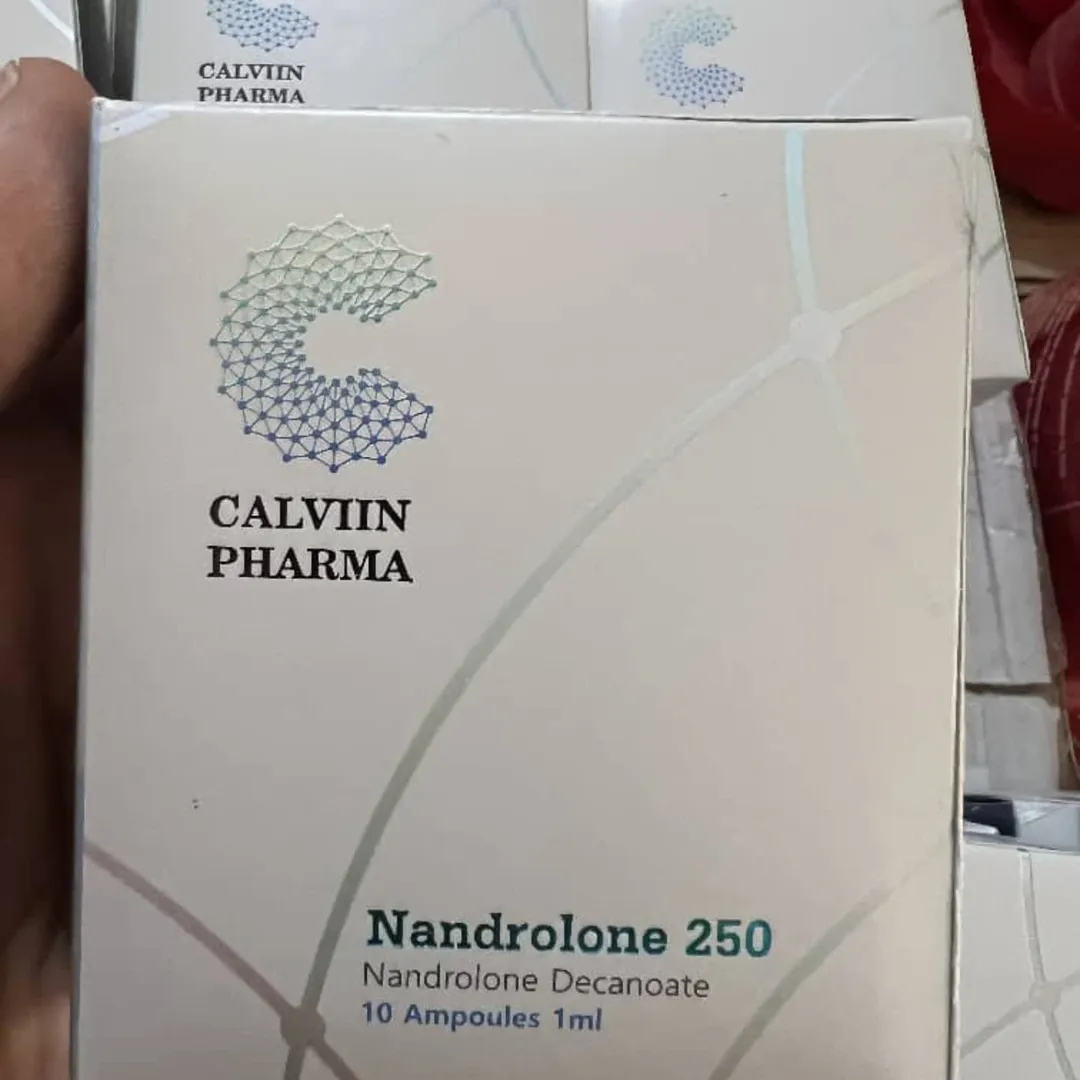 CALVIIN
PHARMA
CALVIIN
PHARMA
Nandrolone 250
Nandrolone Decanoate
10 Ampoules 1ml